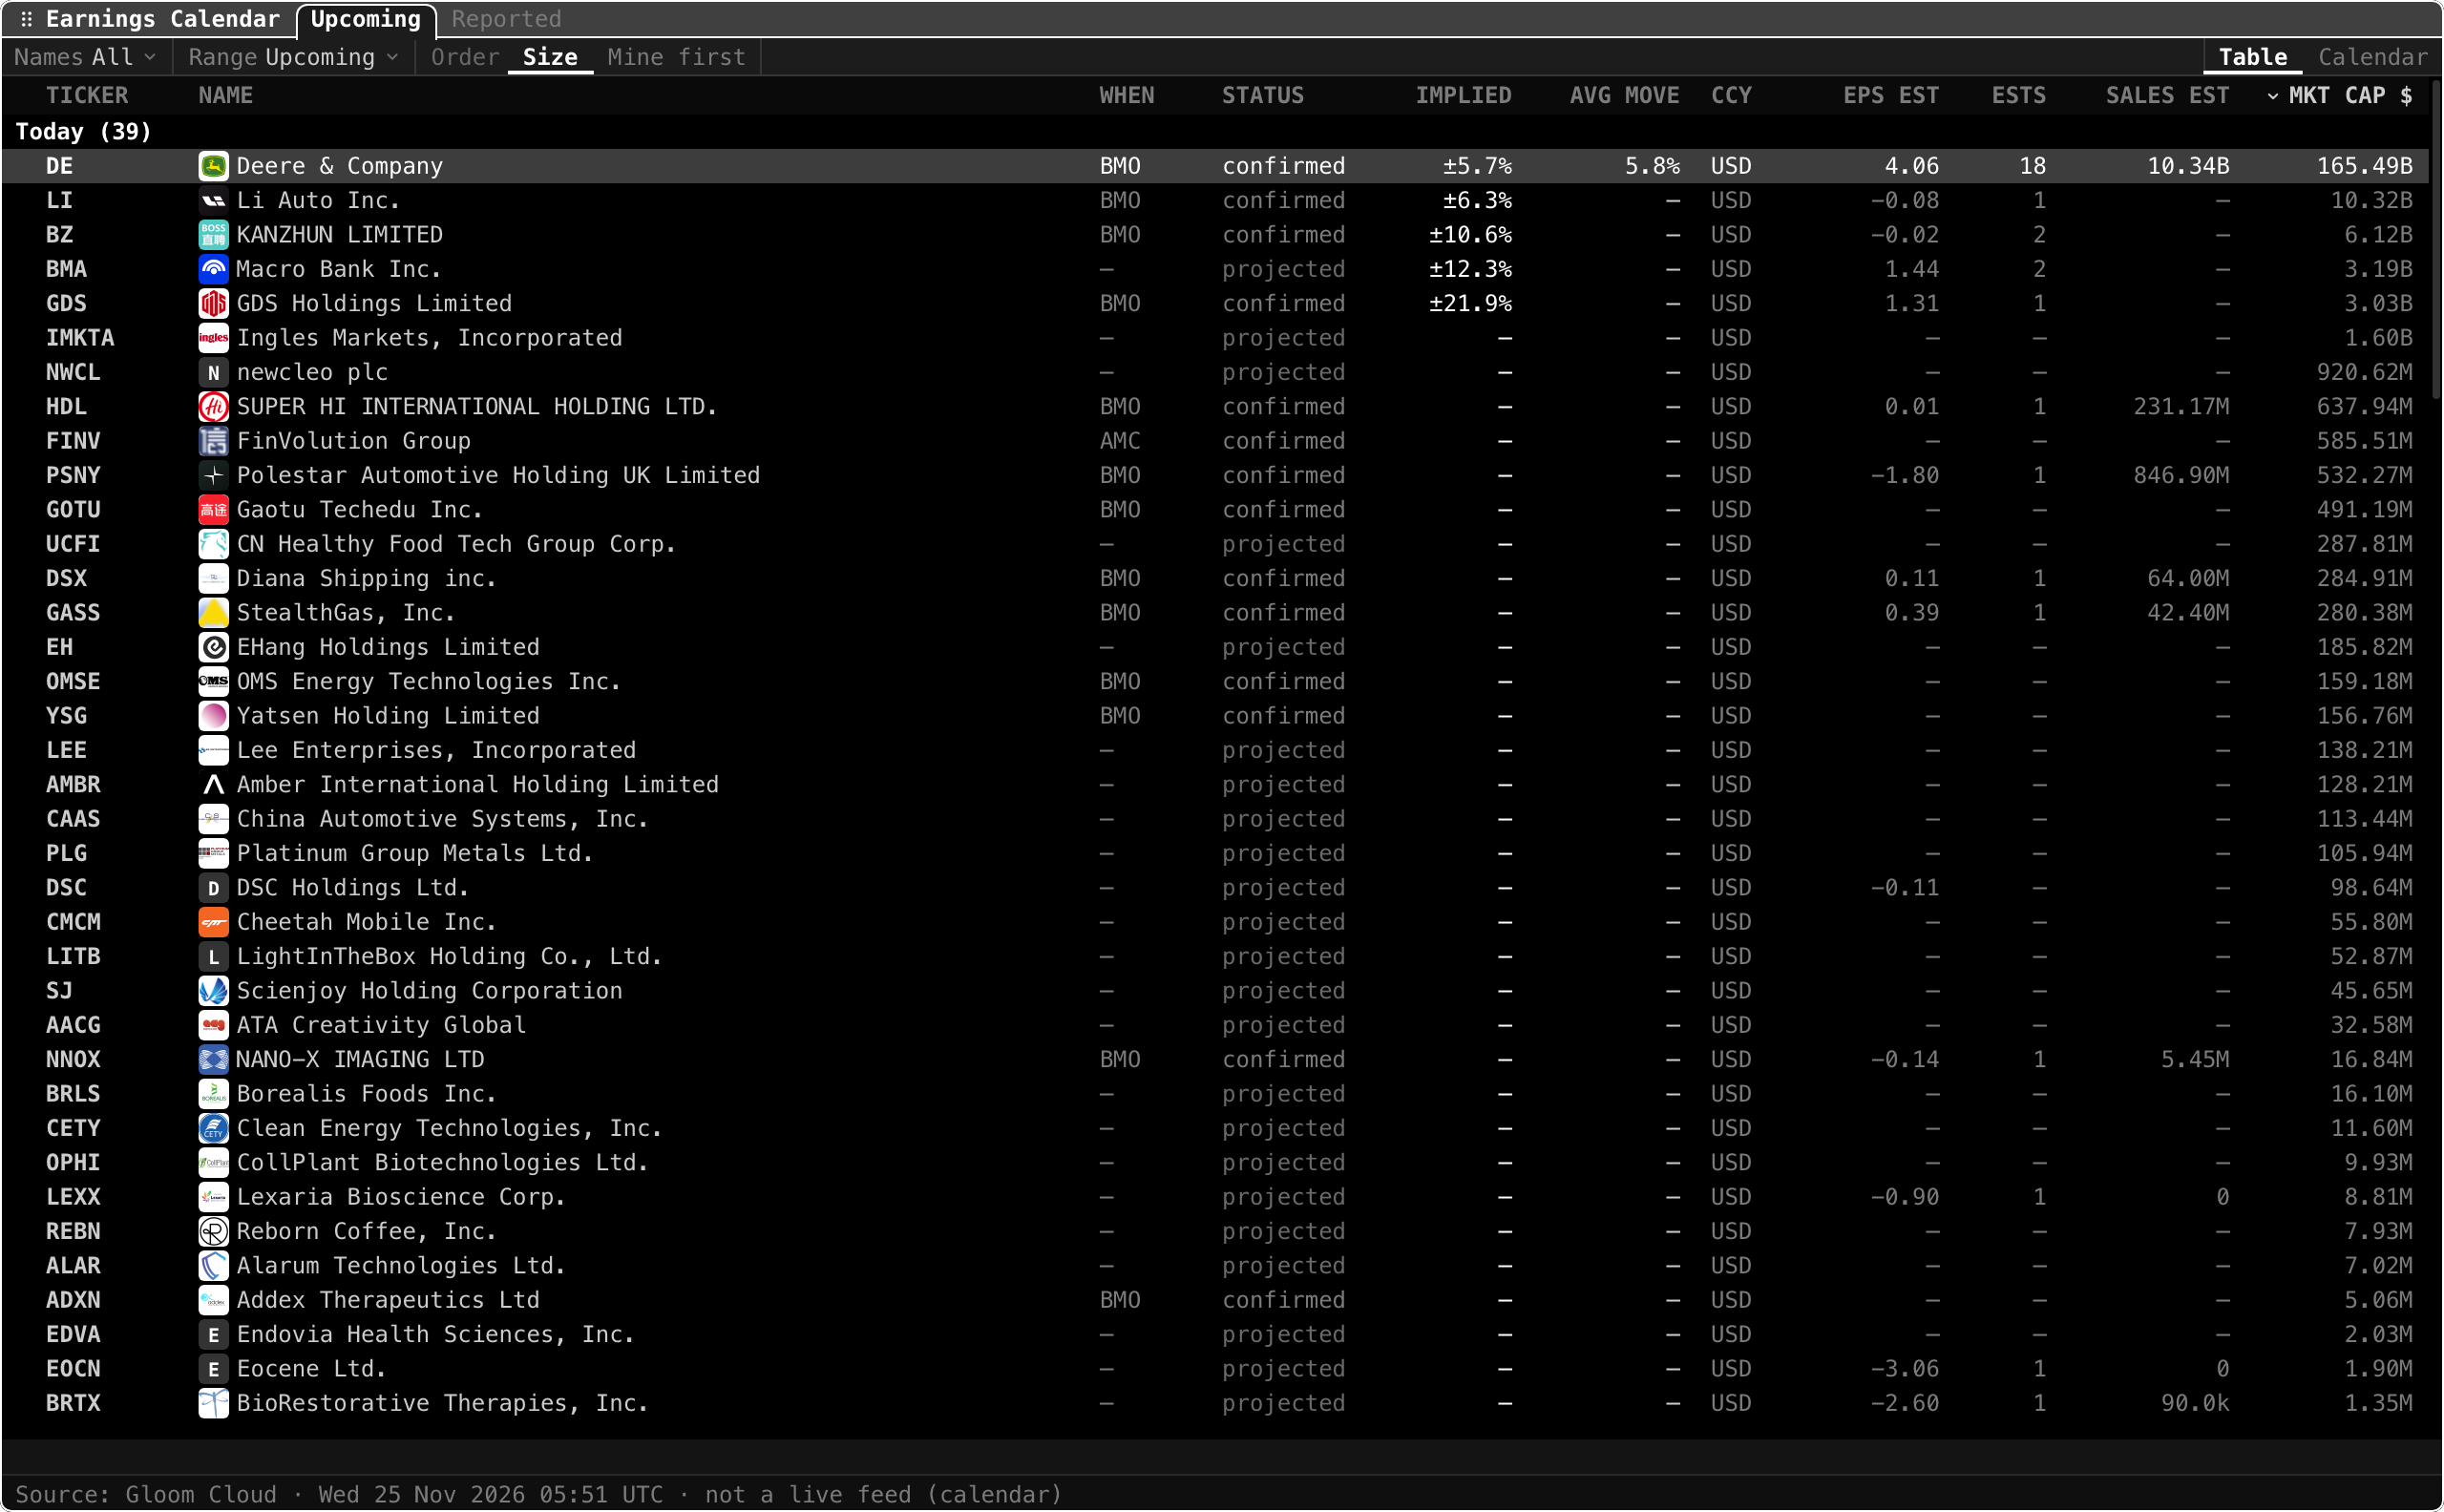 Earnings Calendar Upcoming Reported
Names All Range Upcoming Order Size Mine first Table Calendar
TICKER NAME WHEN STATUS IMPLIED AVG MOVE CCY EPS EST ESTS SALES EST MKT CAP $
Today (39)
DE Deere & Company BMO confirmed ±5.7% 5.8% USD 4.06 18 10.34B 165.49B
LI Li Auto Inc. BMO confirmed ±6.3% — USD −0.08 1 — 10.32B
BZ BOSS直聘 KANZHUN LIMITED BMO confirmed ±10.6% — USD −0.02 2 — 6.12B
BMA Macro Bank Inc. — projected ±12.3% — USD 1.44 2 — 3.19B
GDS GDS Holdings Limited BMO confirmed ±21.9% — USD 1.31 1 — 3.03B
IMKTA ingles Ingles Markets, Incorporated — projected — — USD — — — 1.60B
NWCL N newcleo plc — projected — — USD — — — 920.62M
HDL Hi SUPER HI INTERNATIONAL HOLDING LTD. BMO confirmed — — USD 0.01 1 231.17M 637.94M
FINV FinVolution Group AMC confirmed — — USD — — — 585.51M
PSNY Polestar Automotive Holding UK Limited BMO confirmed — — USD −1.80 1 846.90M 532.27M
GOTU 高途 Gaotu Techedu Inc. BMO confirmed — — USD — — — 491.19M
UCFI CN Healthy Food Tech Group Corp. — projected — — USD — — — 287.81M
DSX Diana Shipping inc. BMO confirmed — — USD 0.11 1 64.00M 284.91M
GASS StealthGas, Inc. BMO confirmed — — USD 0.39 1 42.40M 280.38M
EH EHang Holdings Limited — projected — — USD — — — 185.82M
OMSE OMS OMS Energy Technologies Inc. BMO confirmed — — USD — — — 159.18M
YSG Yatsen Holding Limited BMO confirmed — — USD — — — 156.76M
LEE Lee Enterprises, Incorporated — projected — — USD — — — 138.21M
AMBR Amber International Holding Limited — projected — — USD — — — 128.21M
CAAS China Automotive Systems, Inc. — projected — — USD — — — 113.44M
PLG Platinum Group Metals Ltd. — projected — — USD — — — 105.94M
DSC D DSC Holdings Ltd. — projected — — USD −0.11 — — 98.64M
CMCM Cheetah Mobile Inc. — projected — — USD — — — 55.80M
LITB L LightInTheBox Holding Co., Ltd. — projected — — USD — — — 52.87M
SJ Scienjoy Holding Corporation — projected — — USD — — — 45.65M
AACG ATA Creativity Global — projected — — USD — — — 32.58M
NNOX NANO−X IMAGING LTD BMO confirmed — — USD −0.14 1 5.45M 16.84M
BRLS BOREALIS Borealis Foods Inc. — projected — — USD — — — 16.10M
CETY CETY Clean Energy Technologies, Inc. — projected — — USD — — — 11.60M
OPHI CollPlant CollPlant Biotechnologies Ltd. — projected — — USD — — — 9.93M
LEXX Lexaria Bioscience Corp. — projected — — USD −0.90 1 0 8.81M
REBN R Reborn Coffee, Inc. — projected — — USD — — — 7.93M
ALAR Alarum Technologies Ltd. — projected — — USD — — — 7.02M
ADXN addex Addex Therapeutics Ltd BMO confirmed — — USD — — — 5.06M
EDVA E Endovia Health Sciences, Inc. — projected — — USD — — — 2.03M
EOCN E Eocene Ltd. — projected — — USD −3.06 1 0 1.90M
BRTX BioRestorative Therapies, Inc. — projected — — USD −2.60 1 90.0k 1.35M
Source: Gloom Cloud · Wed 25 Nov 2026 05:51 UTC · not a live feed (calendar)